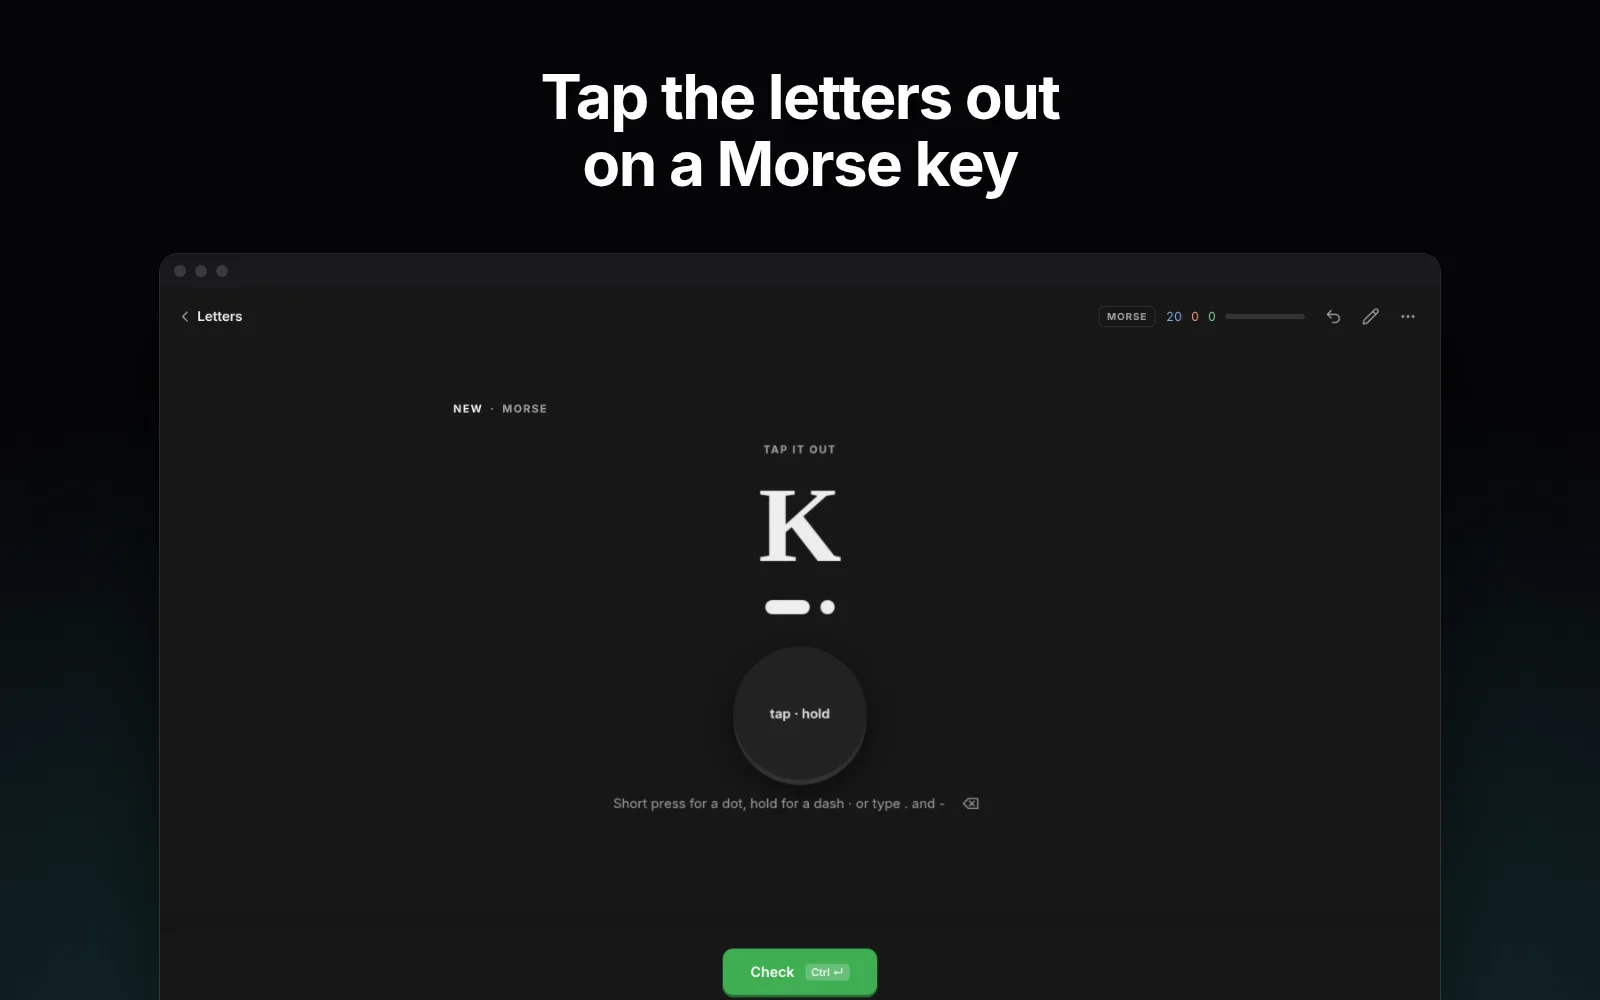 Tap the letters out
on a Morse key
Letters
MORSE 20 0 0
NEW · MORSE
TAP IT OUT
K
tap · hold
Short press for a dot, hold for a dash · or type . and -
Check Ctrl ↵